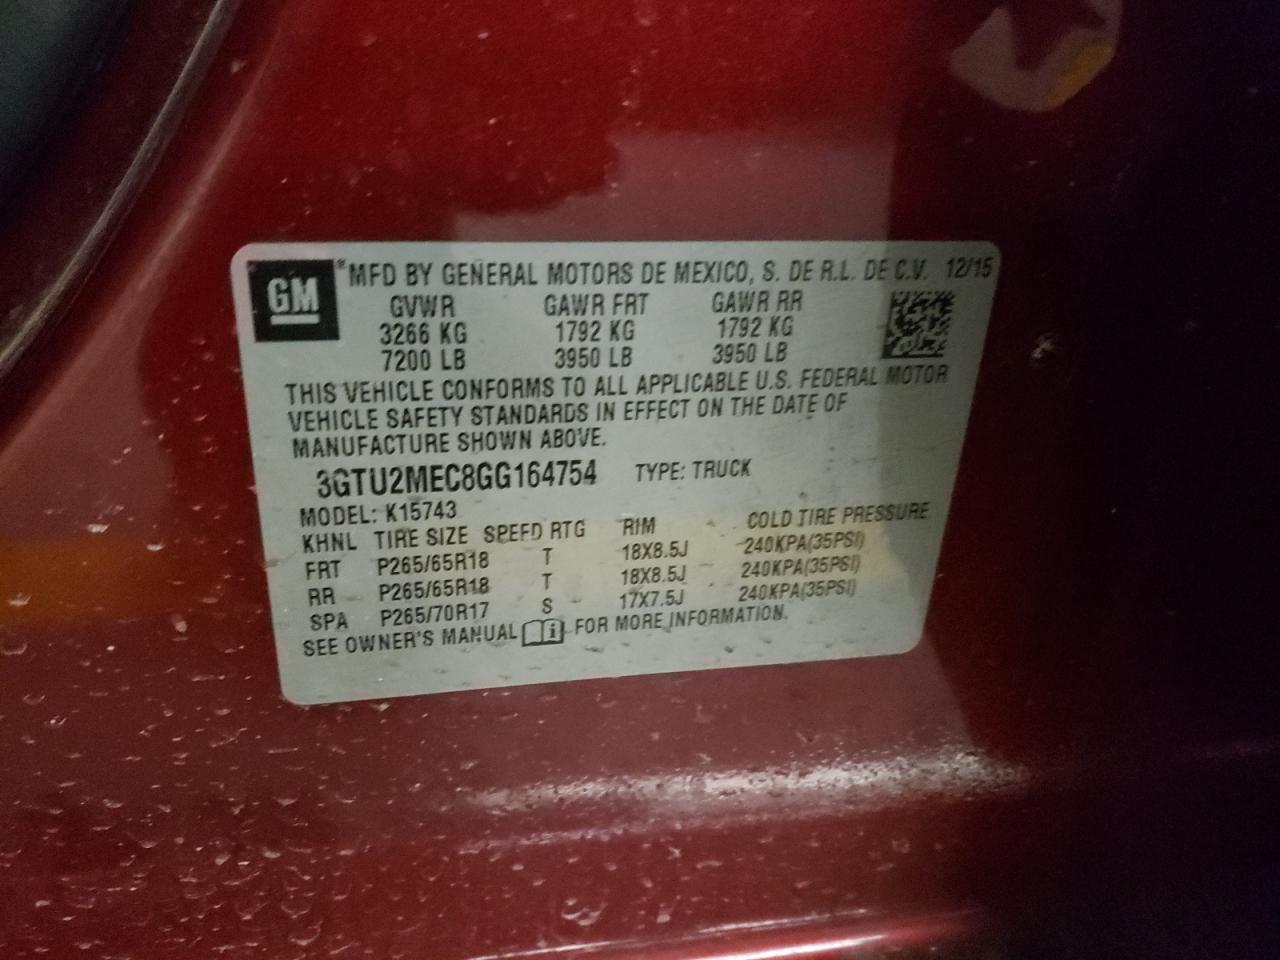 GM ® MFD BY GENERAL MOTORS DE MEXICO, S. DE R.L. DE C.V. 12/15
GVWR GAWR FRT GAWR RR
3266 KG 1792 KG 1792 KG
7200 LB 3950 LB 3950 LB
THIS VEHICLE CONFORMS TO ALL APPLICABLE U.S. FEDERAL MOTOR
VEHICLE SAFETY STANDARDS IN EFFECT ON THE DATE OF
MANUFACTURE SHOWN ABOVE.
3GTU2MEC8GG164754 TYPE: TRUCK
MODEL: K15743
KHNL TIRE SIZE SPEED RTG RIM COLD TIRE PRESSURE
FRT P265/65R18 T 18X8.5J 240KPA(35PSI)
RR P265/65R18 T 18X8.5J 240KPA(35PSI)
SPA P265/70R17 S 17X7.5J 240KPA(35PSI)
SEE OWNER'S MANUAL i FOR MORE INFORMATION.